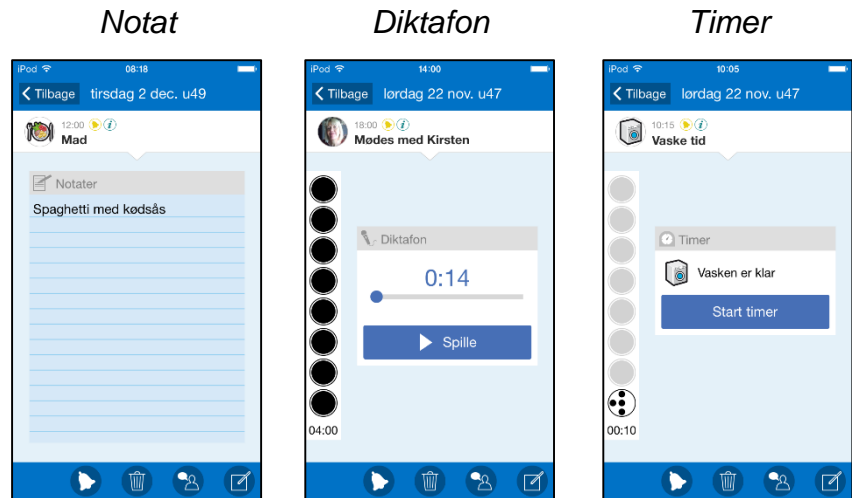 Notat
Diktafon
Timer
iPod 08:18
Tilbage tirsdag 2 dec. u49
12:00
Mad
Notater
Spaghetti med kødsås
iPod 14:00
Tilbage lørdag 22 nov. u47
18:00
Mødes med Kirsten
Diktafon
0:14
Spille
04:00
iPod 10:05
Tilbage lørdag 22 nov. u47
10:15
Vaske tid
Timer
Vasken er klar
Start timer
00:10